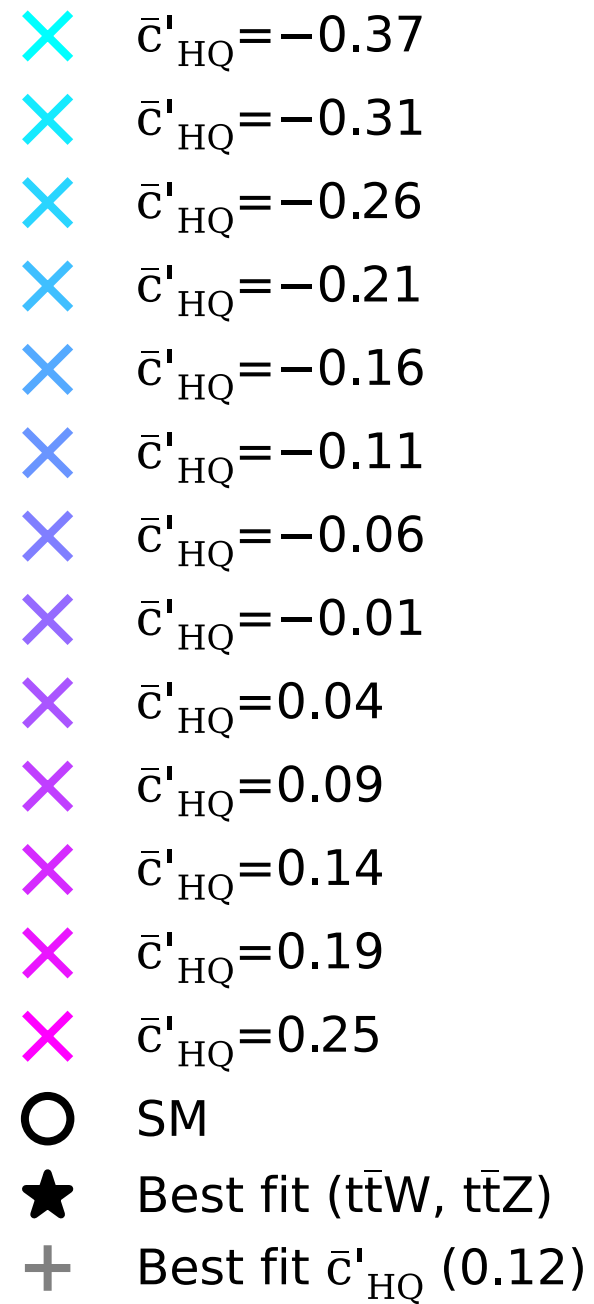 c̄'HQ=−0.37
c̄'HQ=−0.31
c̄'HQ=−0.26
c̄'HQ=−0.21
c̄'HQ=−0.16
c̄'HQ=−0.11
c̄'HQ=−0.06
c̄'HQ=−0.01
c̄'HQ=0.04
c̄'HQ=0.09
c̄'HQ=0.14
c̄'HQ=0.19
c̄'HQ=0.25
SM
Best fit (tt̄W, tt̄Z)
Best fit c̄'HQ (0.12)